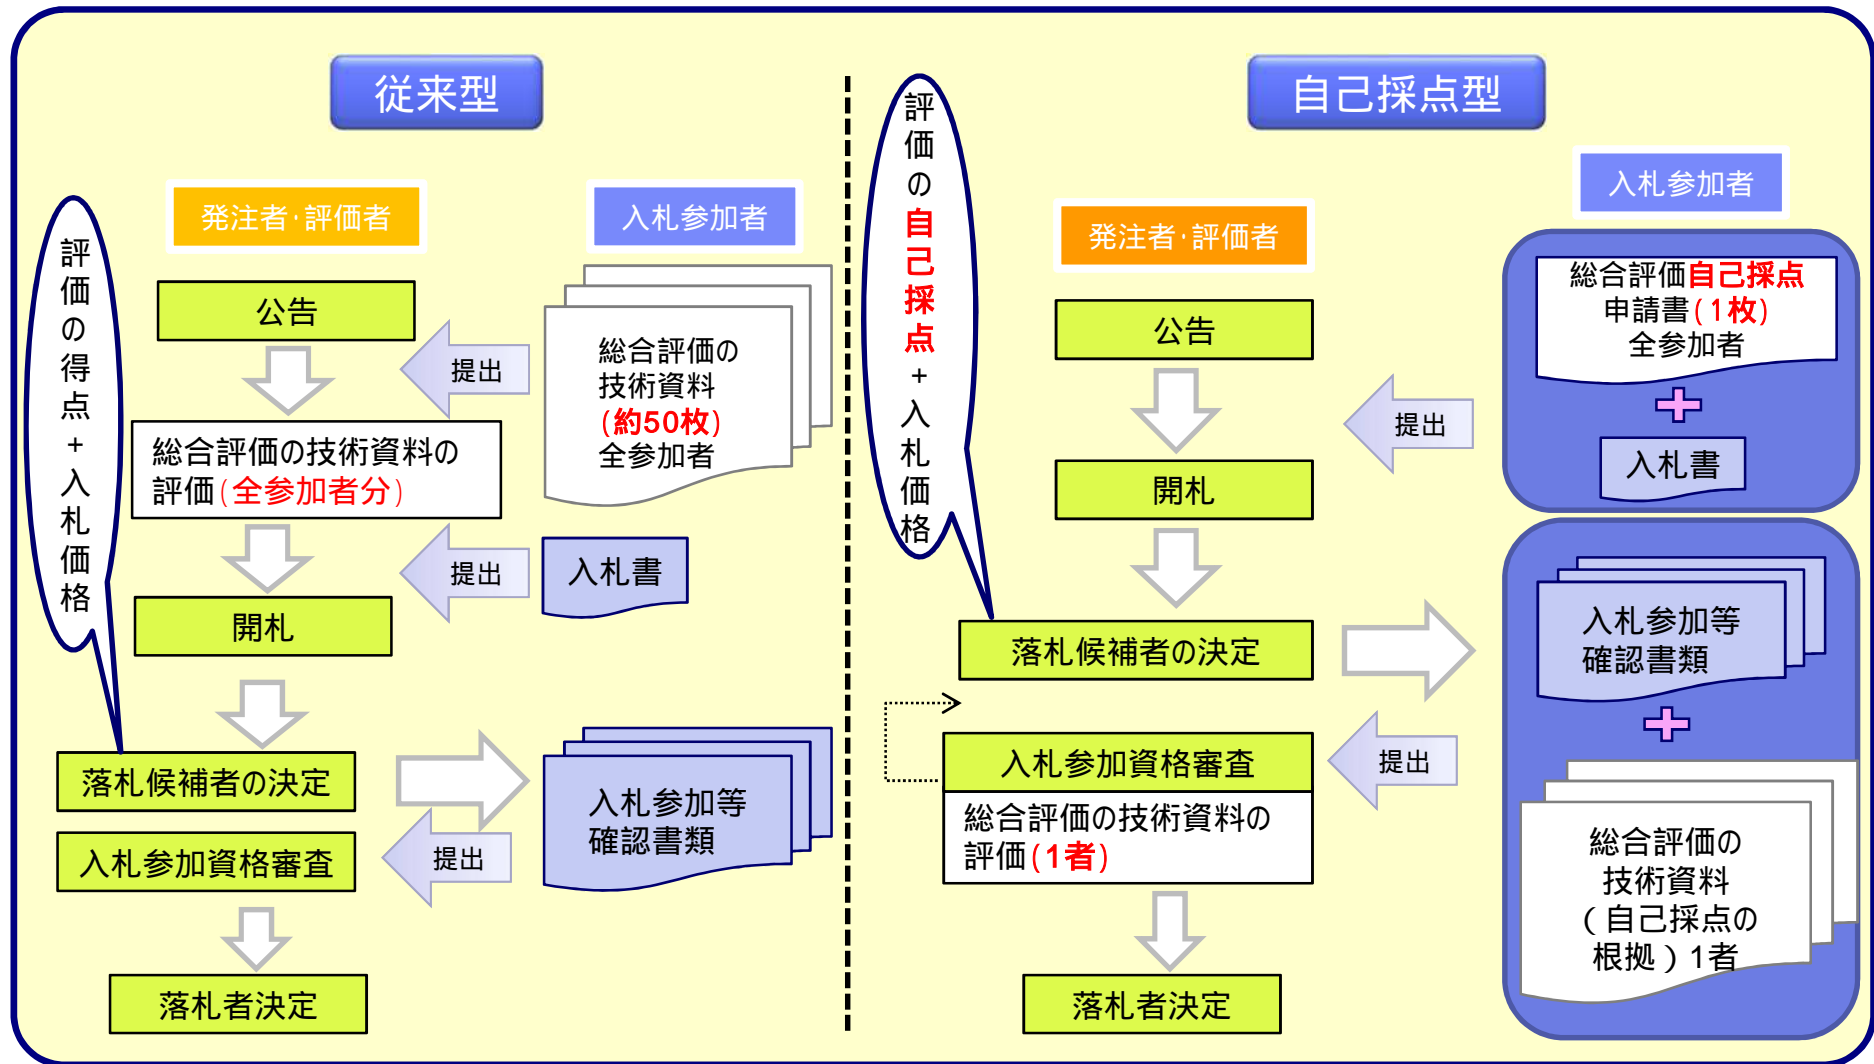 従来型
発注者・評価者
入札参加者
評価の得点+入札価格
公告
提出
総合評価の
技術資料
(約50枚)
全参加者
総合評価の技術資料の
評価(全参加者分)
提出
入札書
開札
落札候補者の決定
入札参加等
確認書類
入札参加資格審査
提出
落札者決定
自己採点型
評価の自己採点+入札価格
発注者・評価者
入札参加者
公告
総合評価自己採点
申請書(1枚)
全参加者
提出
入札書
開札
落札候補者の決定
入札参加等
確認書類
入札参加資格審査
提出
総合評価の技術資料の
評価(1者)
総合評価の
技術資料
(自己採点の
根拠)1者
落札者決定